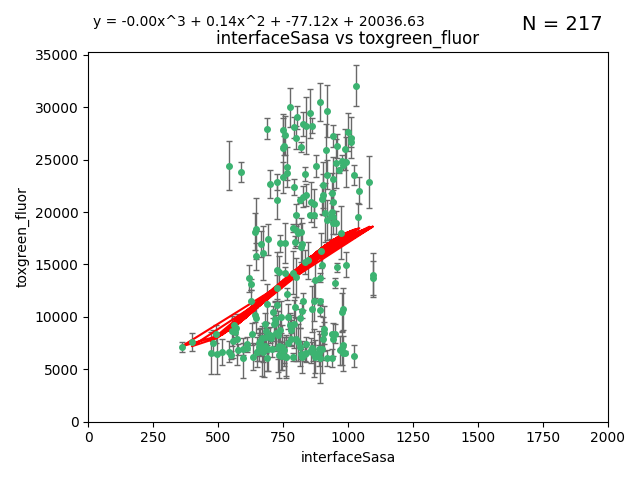 y = -0.00x^3 + 0.14x^2 + -77.12x + 20036.63
N = 217
interfaceSasa vs toxgreen_fluor
35000
30000
25000
20000
15000
10000
5000
0
toxgreen_fluor
0 250 500 750 1000 1250 1500 1750 2000
interfaceSasa